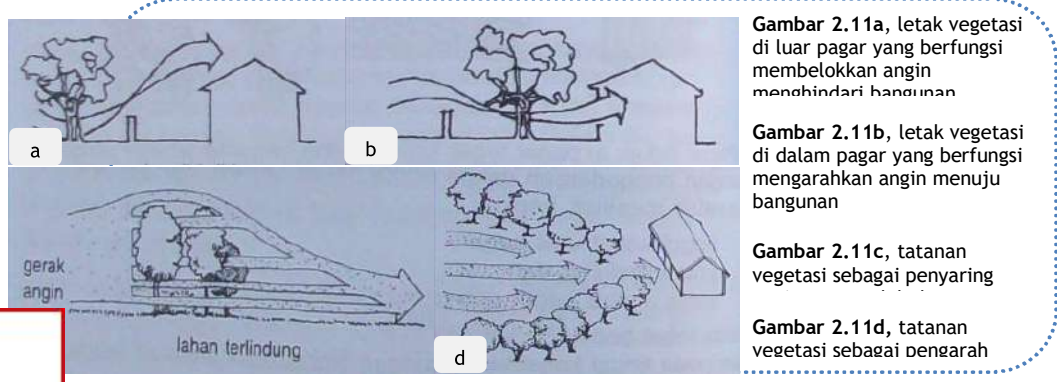 a
b
gerak
angin
lahan terlindung
d
Gambar 2.11a, letak vegetasi
di luar pagar yang berfungsi
membelokkan angin
menghindari bangunan
Gambar 2.11b, letak vegetasi
di dalam pagar yang berfungsi
mengarahkan angin menuju
bangunan
Gambar 2.11c, tatanan
vegetasi sebagai penyaring
Gambar 2.11d, tatanan
vegetasi sebagai pengarah